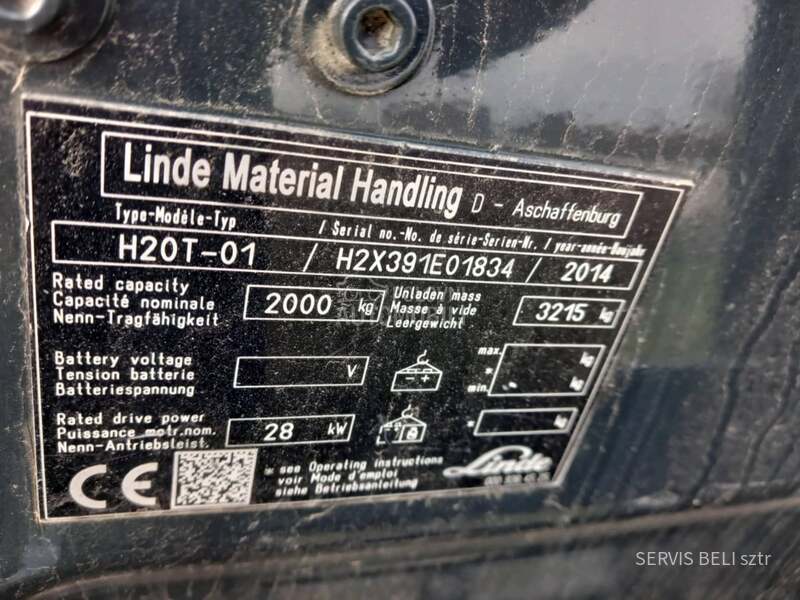 Linde Material Handling D - Aschaffenburg
Type-Modèle-Typ / Serial no.-No. de série-Serien-Nr. / year-année-Baujahr
H20T-01 / H2X391E01834 / 2014
Rated capacity
Capacité nominale
Nenn-Tragfähigkeit
2000 kg
Unladen mass
Masse à vide
Leergewicht
3215 kg
Battery voltage
Tension batterie
Batteriespannung
V
max. kg
*
min. kg
Rated drive power
Puissance motr.nom.
Nenn-Antriebsleist.
28 kW
* kg
CE
* see Operating instructions
voir Mode d'emploi
siehe Betriebsanleitung
Linde
SERVIS BELI sztr